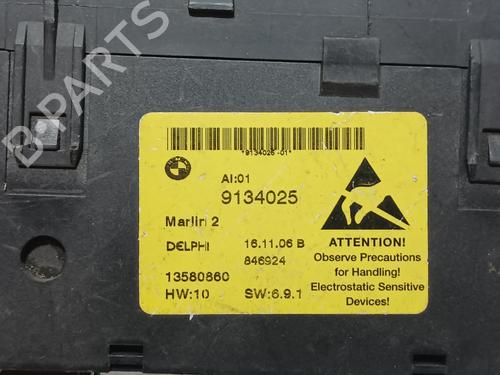 B-PARTS
*9134025-01*
AI:01
9134025
Marlin 2
DELPHI 16.11.06 B
846924
13580860
HW:10 SW:6.9.1
ATTENTION!
Observe Precautions
for Handling!
Electrostatic Sensitive
Devices!